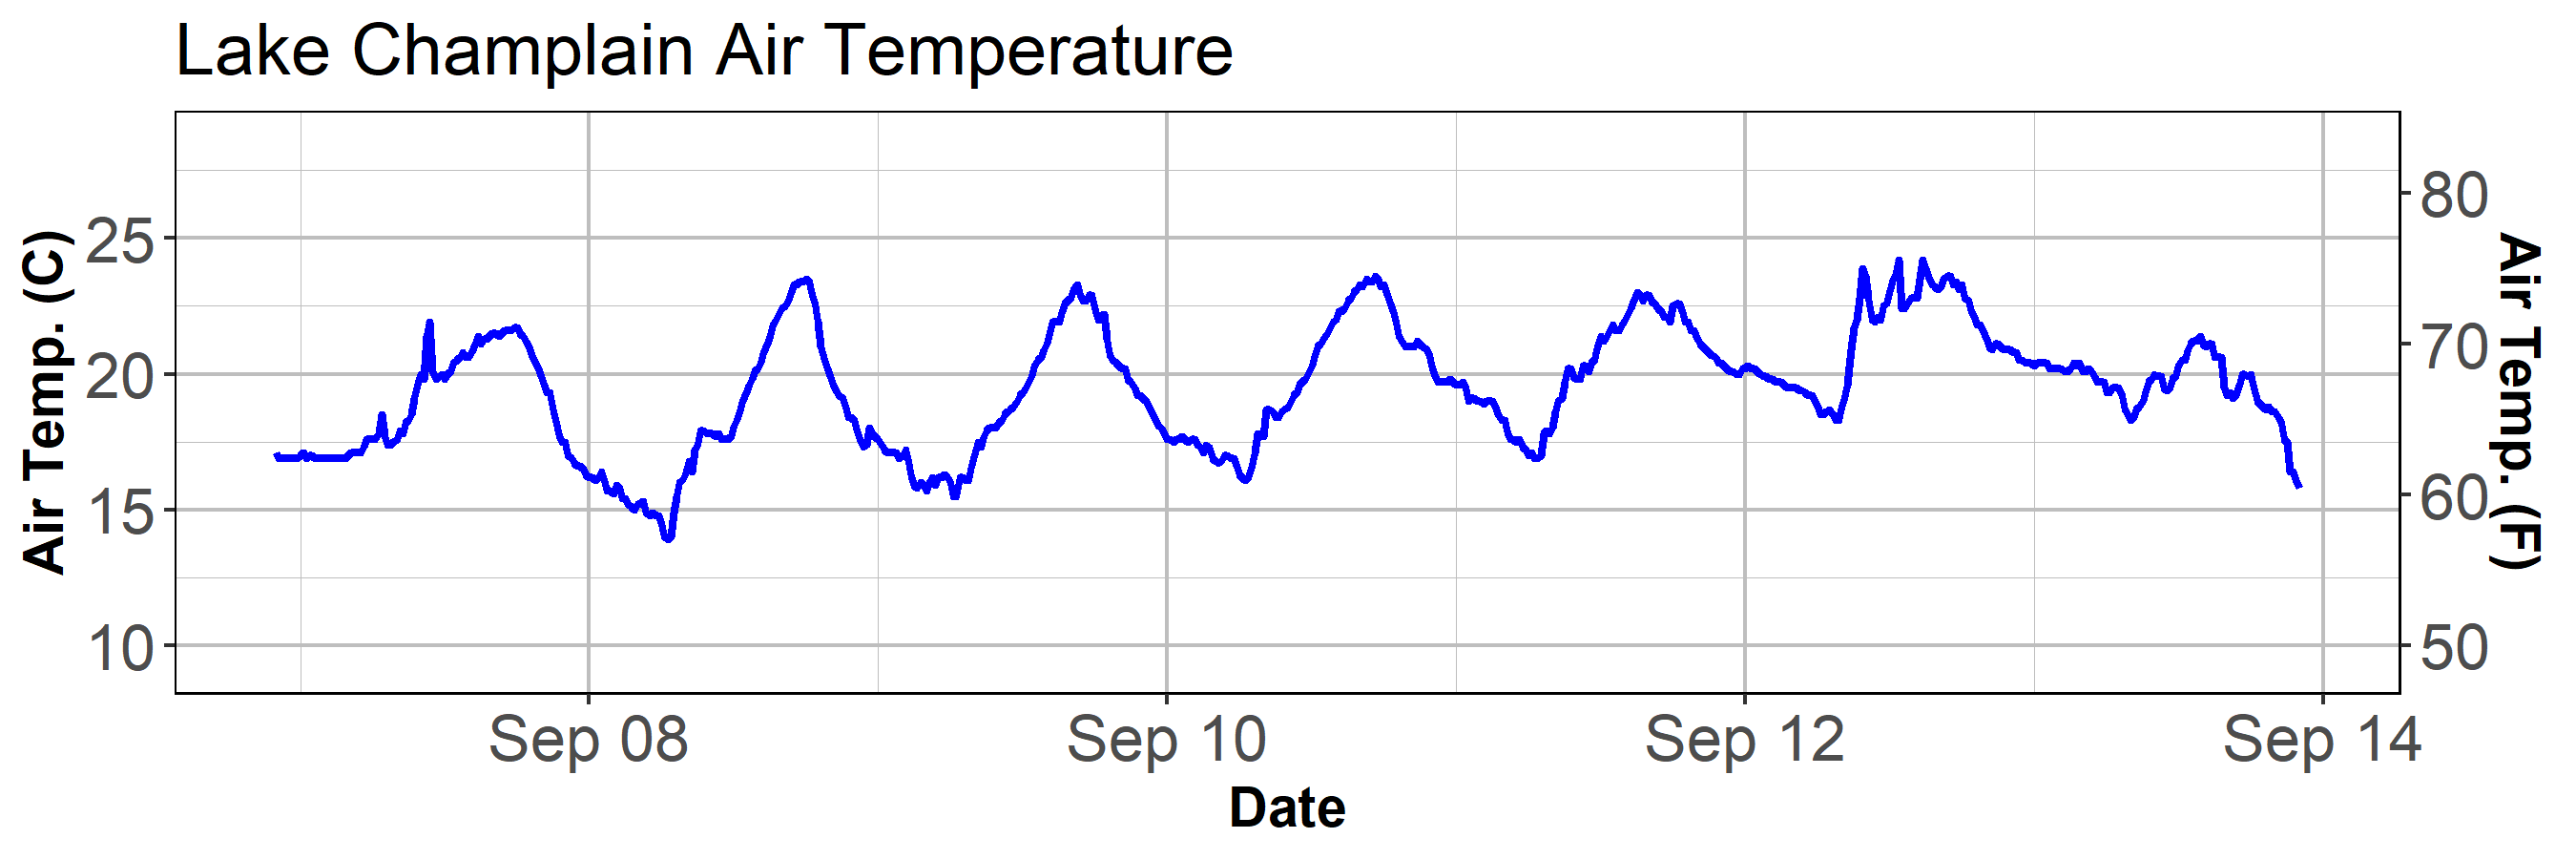 Lake Champlain Air Temperature
Air Temp. (C)
25
20
15
10
80
70
60
50
Air Temp. (F)
Sep 08 Sep 10 Sep 12 Sep 14
Date